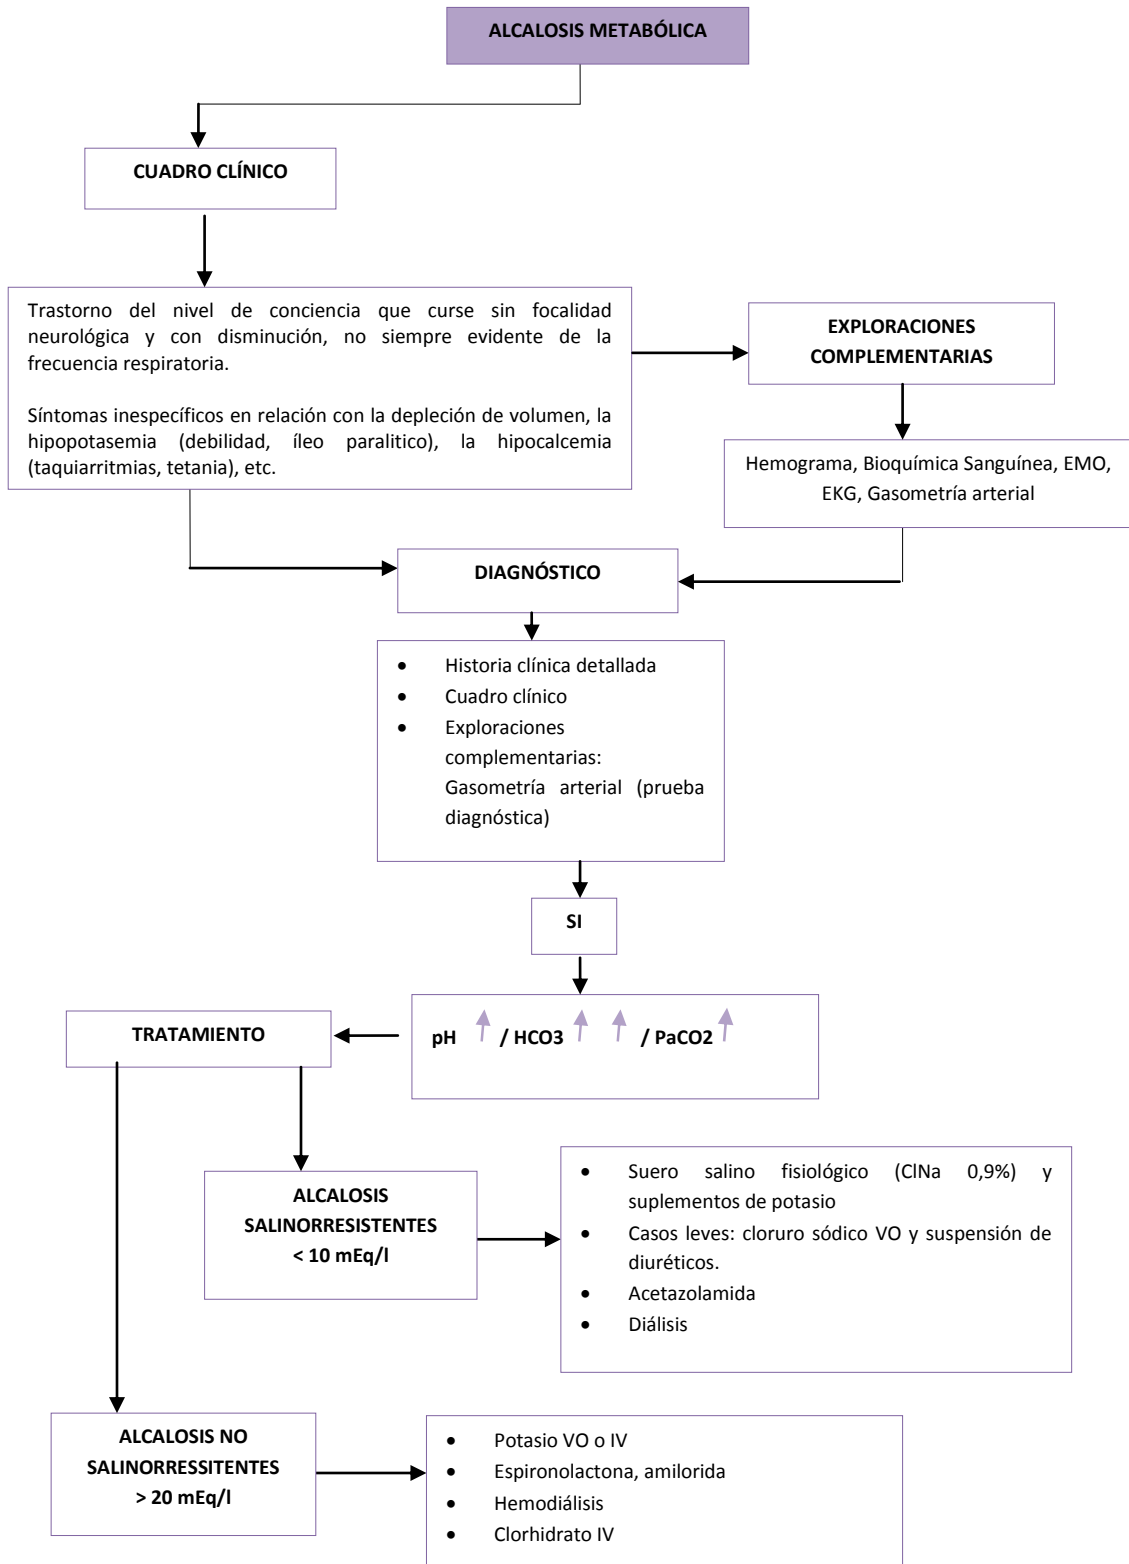 ALCALOSIS METABÓLICA
CUADRO CLÍNICO
Trastorno del nivel de conciencia que curse sin focalidad
neurológica y con disminución, no siempre evidente de la
frecuencia respiratoria.
Síntomas inespecíficos en relación con la depleción de volumen, la
hipopotasemia (debilidad, íleo paralitico), la hipocalcemia
(taquiarritmias, tetania), etc.
EXPLORACIONES
COMPLEMENTARIAS
Hemograma, Bioquímica Sanguínea, EMO,
EKG, Gasometría arterial
DIAGNÓSTICO
• Historia clínica detallada
• Cuadro clínico
• Exploraciones
complementarias:
Gasometría arterial (prueba
diagnóstica)
SI
pH ↑ / HCO3 ↑ ↑ / PaCO2 ↑
TRATAMIENTO
ALCALOSIS
SALINORRESISTENTES
< 10 mEq/l
• Suero salino fisiológico (ClNa 0,9%) y
suplementos de potasio
• Casos leves: cloruro sódico VO y suspensión de
diuréticos.
• Acetazolamida
• Diálisis
ALCALOSIS NO
SALINORRESSITENTES
> 20 mEq/l
• Potasio VO o IV
• Espironolactona, amilorida
• Hemodiálisis
• Clorhidrato IV